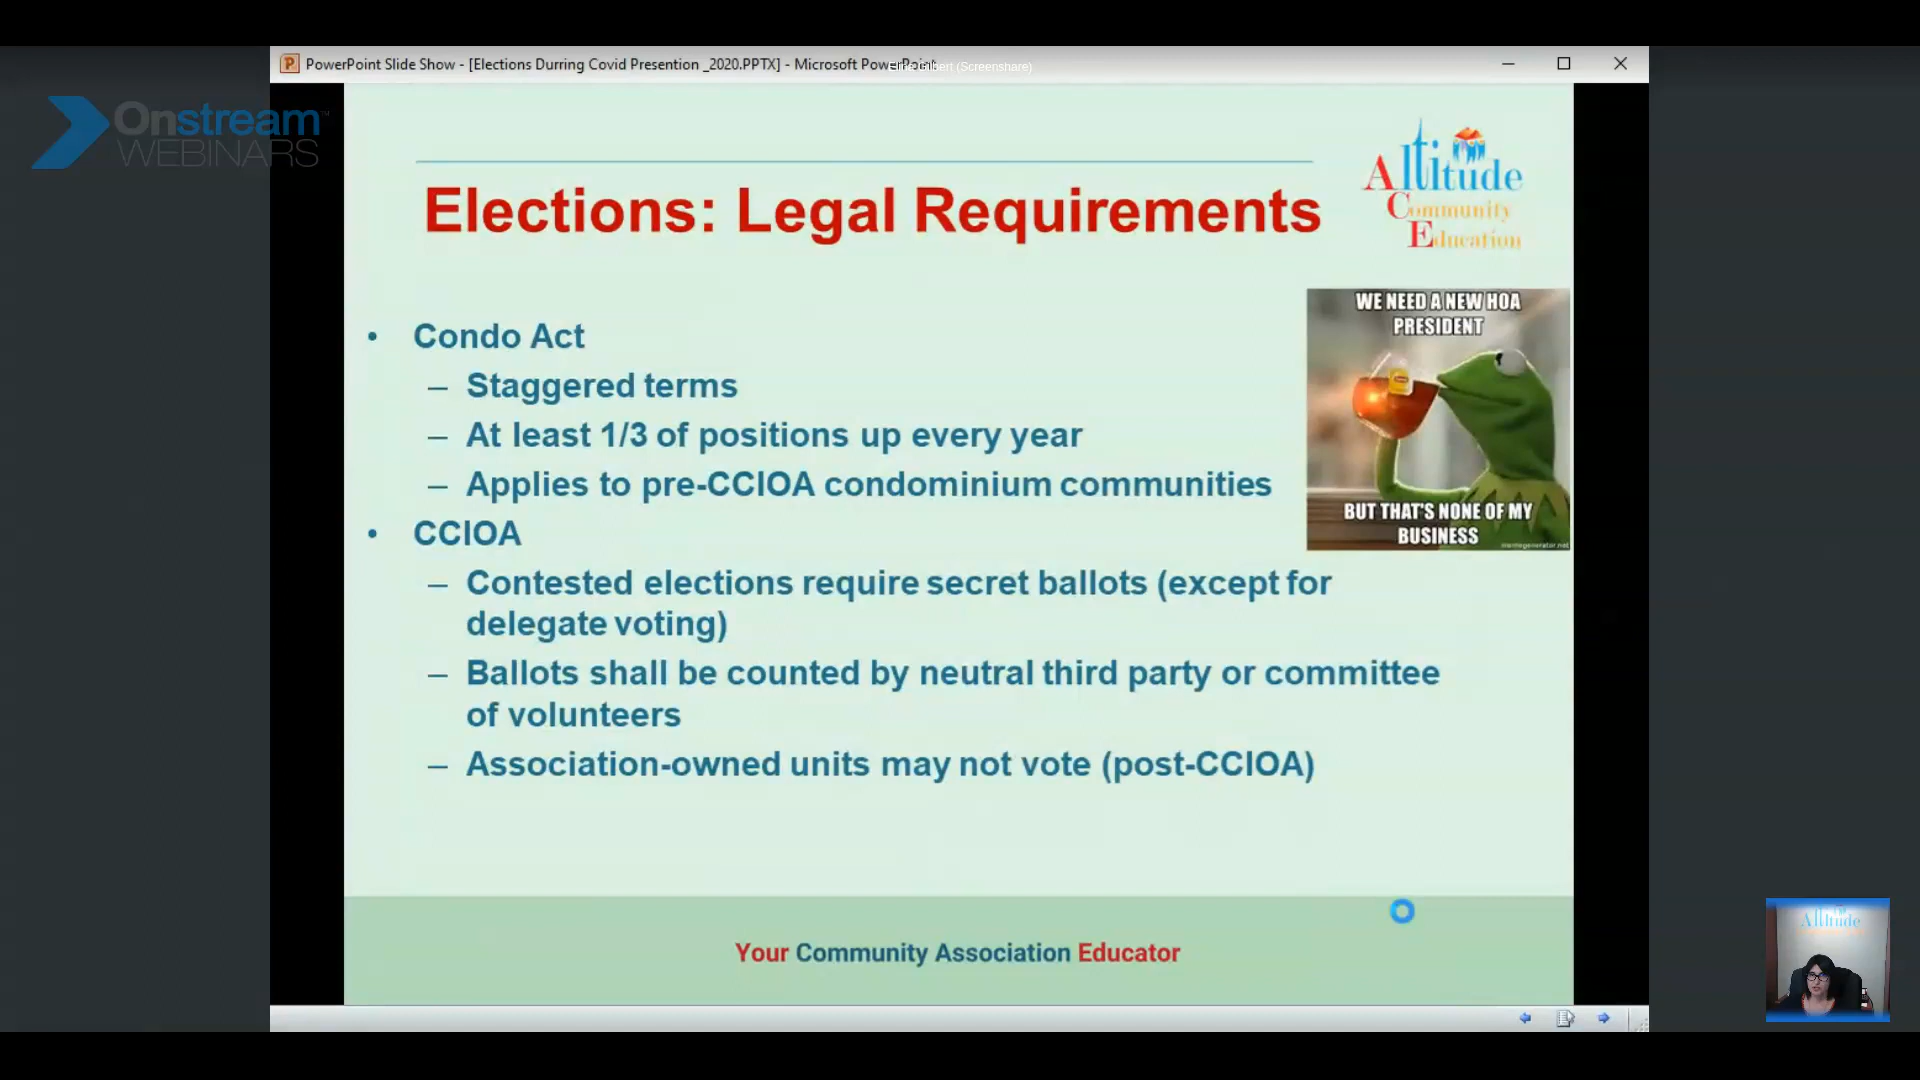 PowerPoint Slide Show - [Elections Durring Covid Presention _2020.PPTX] - Microsoft PowerPoint
(Screenshare)
Onstream
WEBINARS
Altitude
Community
Education
Elections: Legal Requirements
WE NEED A NEW HOA
PRESIDENT
BUT THAT'S NONE OF MY
BUSINESS
memegenerator.net
• Condo Act
– Staggered terms
– At least 1/3 of positions up every year
– Applies to pre-CCIOA condominium communities
• CCIOA
– Contested elections require secret ballots (except for
delegate voting)
– Ballots shall be counted by neutral third party or committee
of volunteers
– Association-owned units may not vote (post-CCIOA)
Your Community Association Educator
Altitude